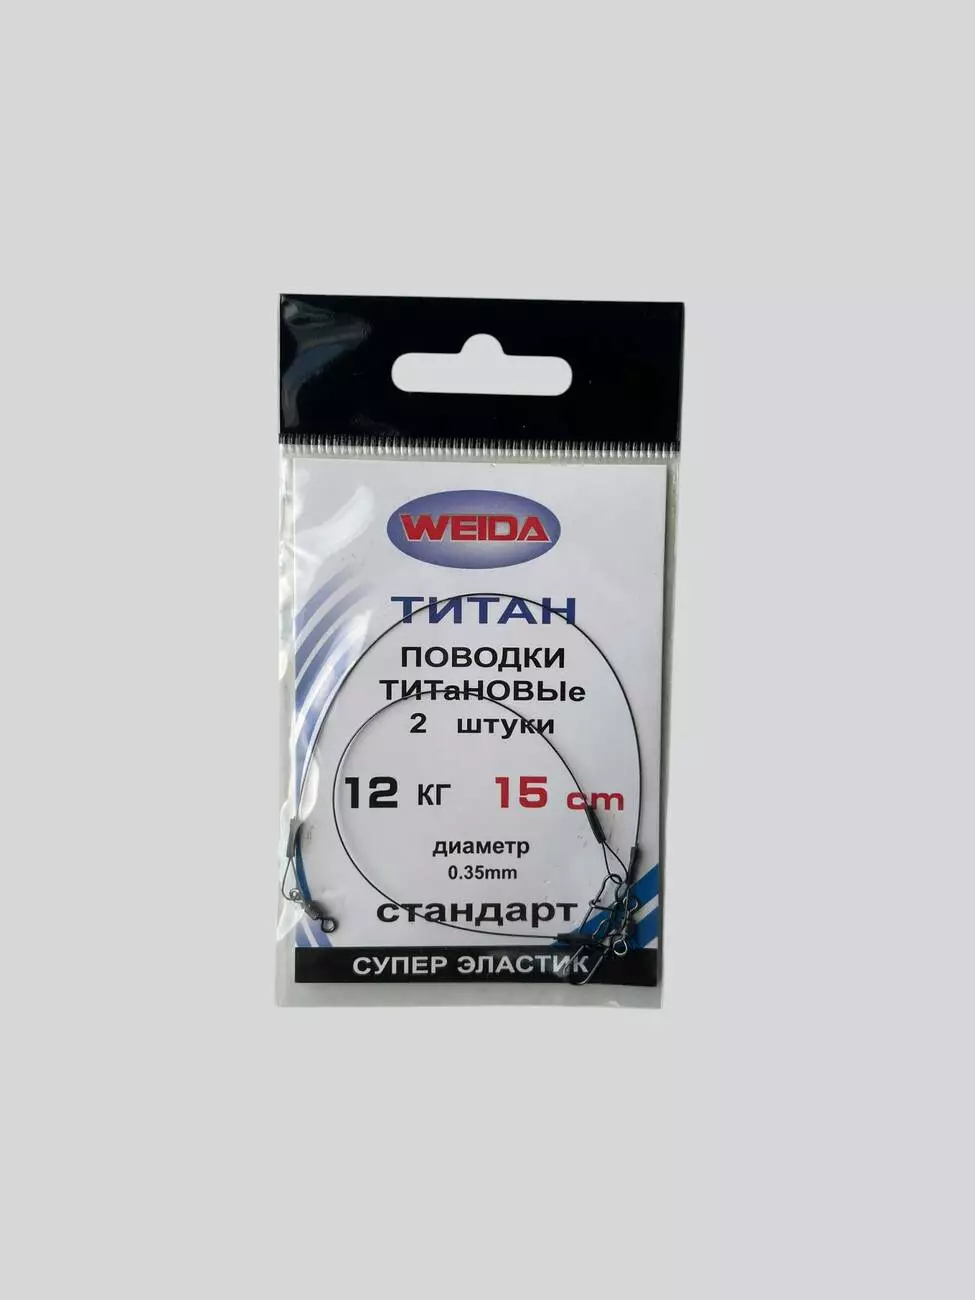 WEIDA
ТИТАН
ПОВОДКИ
ТИТаНОВЫе
2 штуки
12 кг 15 cm
диаметр
0.35mm
стандарт
СУПЕР ЭЛАСТИК